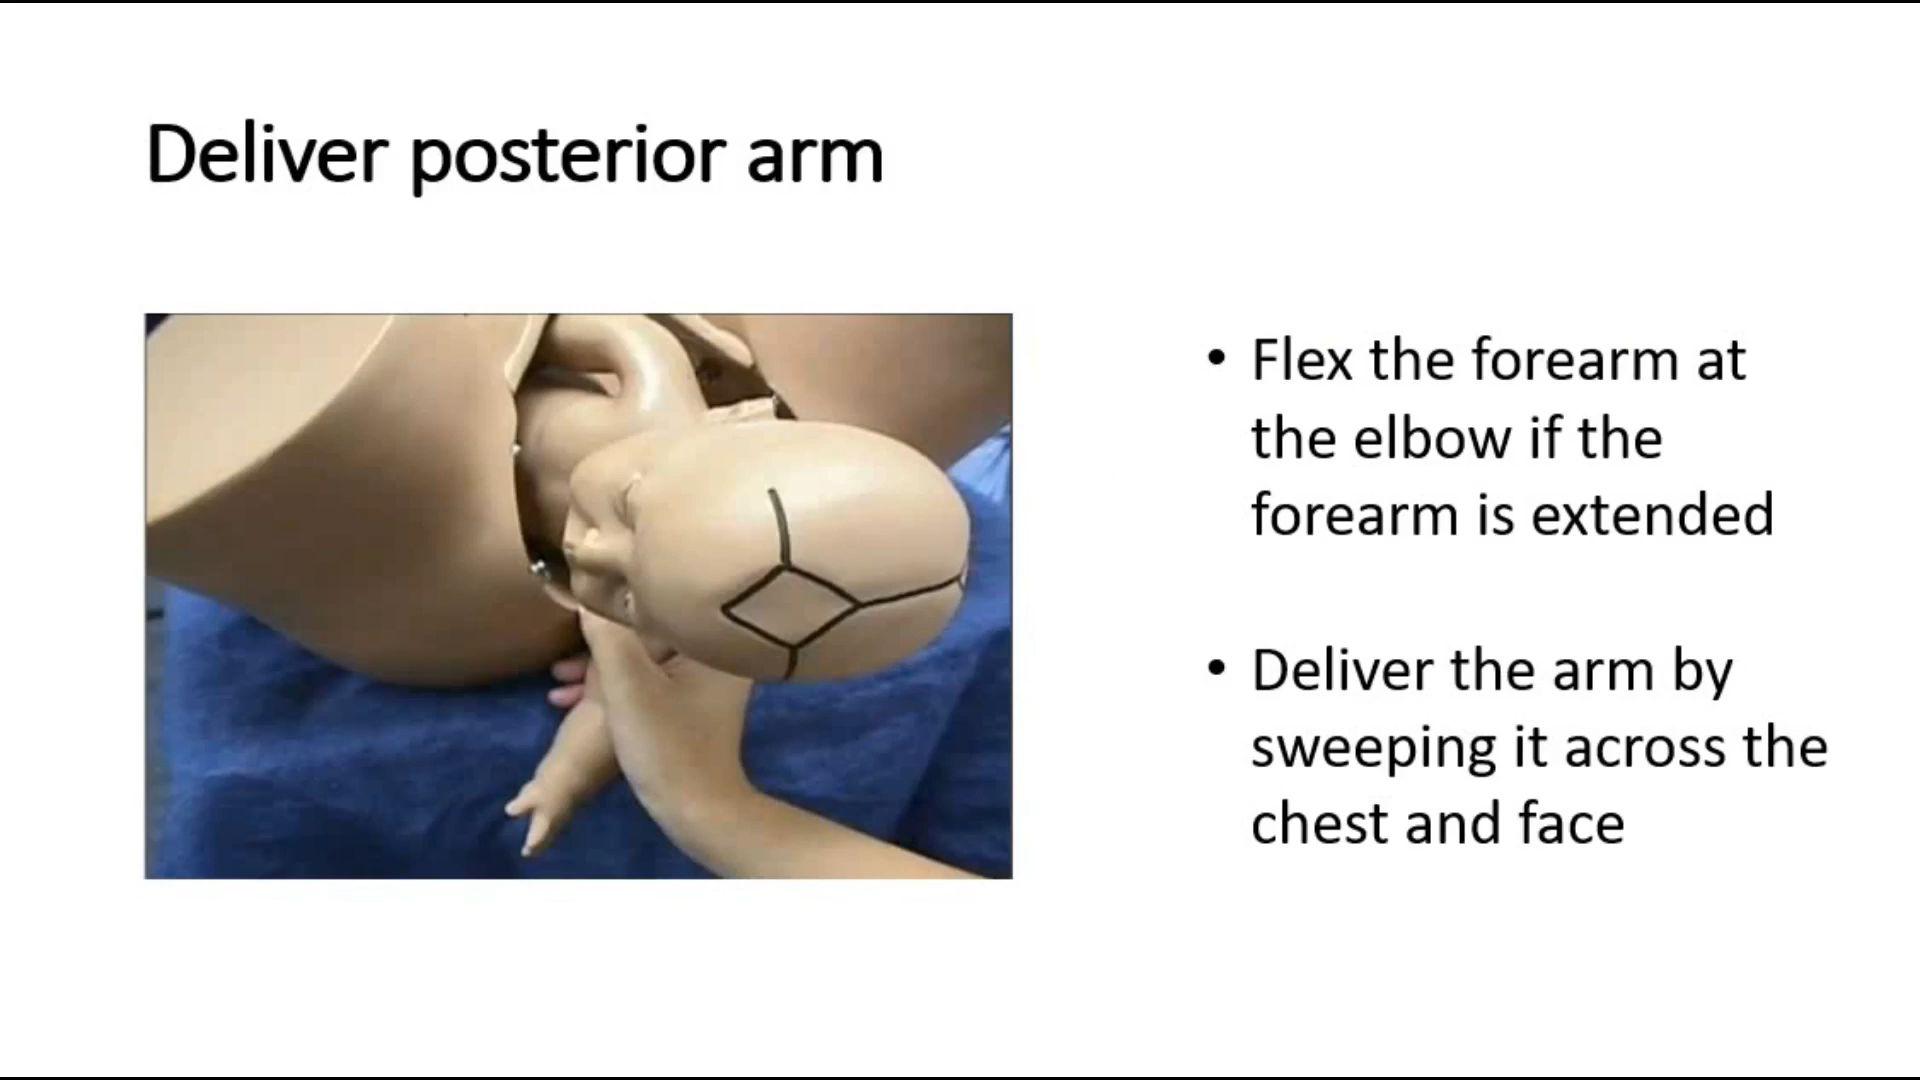 Deliver posterior arm
• Flex the forearm at
the elbow if the
forearm is extended
• Deliver the arm by
sweeping it across the
chest and face